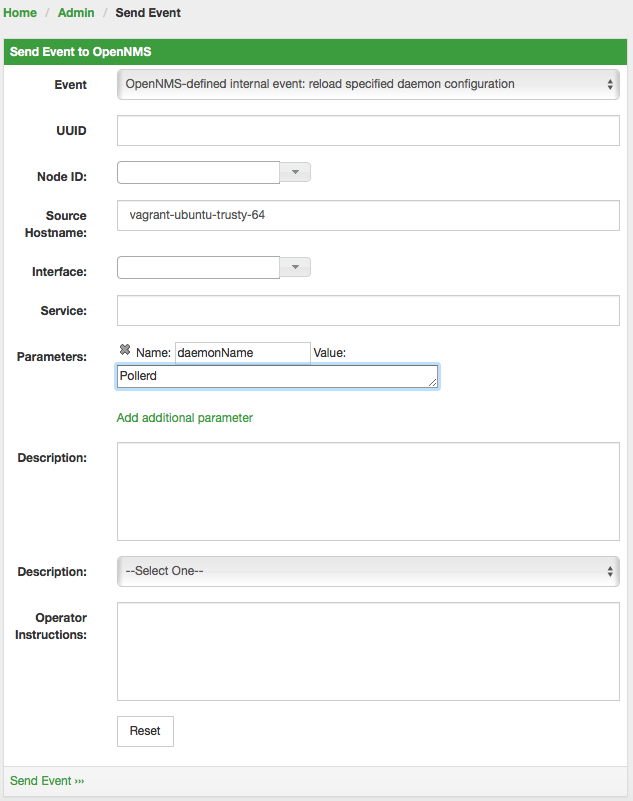 Home / Admin / Send Event
Send Event to OpenNMS
Event OpenNMS-defined internal event: reload specified daemon configuration
UUID
Node ID:
Source
Hostname: vagrant-ubuntu-trusty-64
Interface:
Service:
Parameters: Name: daemonName Value:
Pollerd
Add additional parameter
Description:
Description: --Select One--
Operator
Instructions:
Reset
Send Event ›››